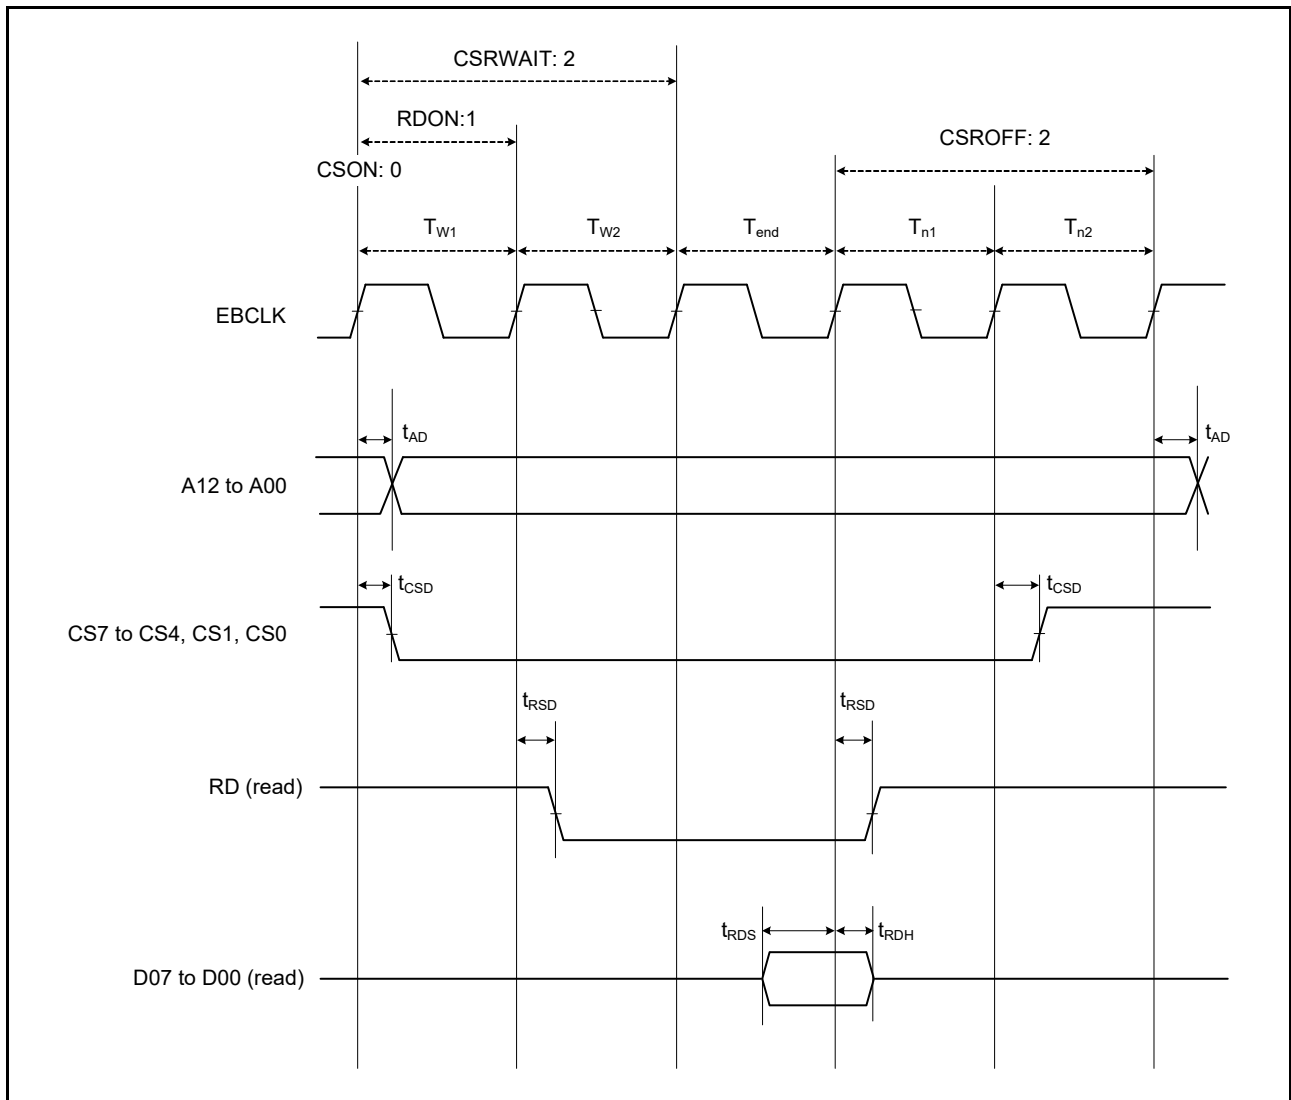 CSRWAIT: 2
RDON:1
CSROFF: 2
CSON: 0
TW1
TW2
Tend
Tn1
Tn2
EBCLK
tAD
tAD
A12 to A00
tCSD
tCSD
CS7 to CS4, CS1, CS0
tRSD
tRSD
RD (read)
tRDS
tRDH
D07 to D00 (read)